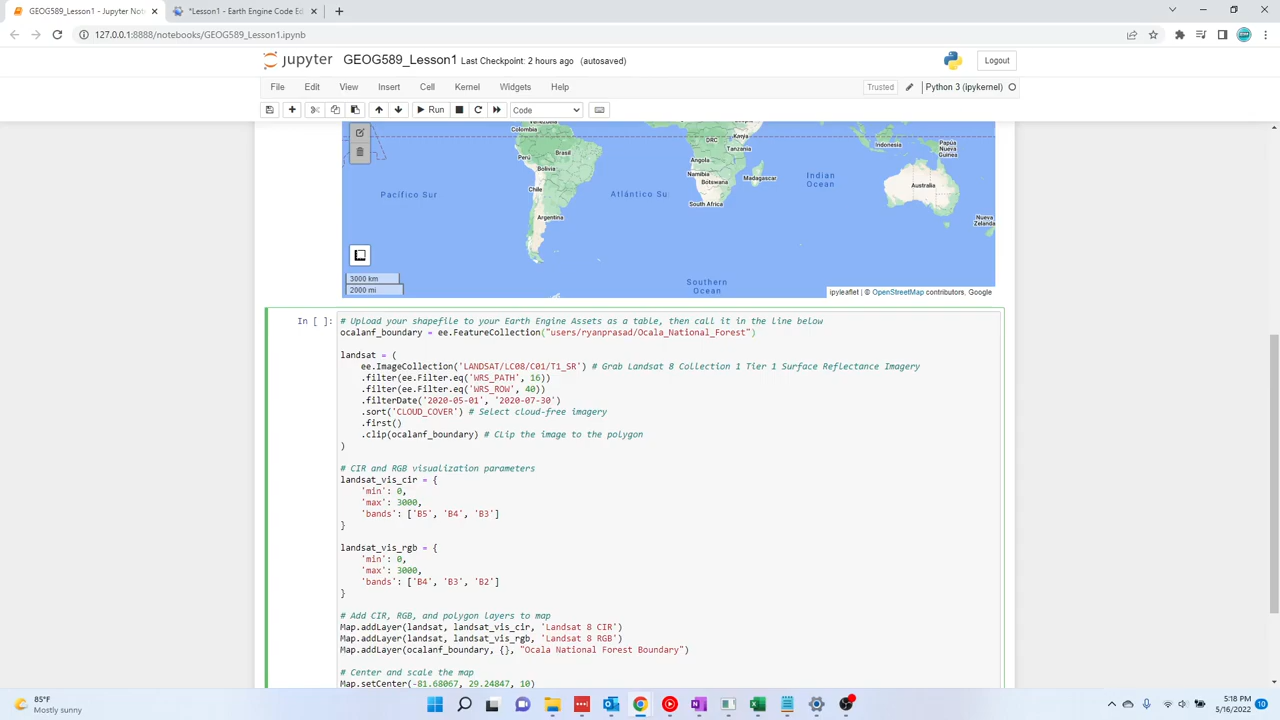 GEOG589_Lesson1 - Jupyter Note
*Lesson1 - Earth Engine Code Ed
127.0.0.1:8888/notebooks/GEOG589_Lesson1.ipynb
jupyter GEOG589_Lesson1 Last Checkpoint: 2 hours ago (autosaved)
Logout
File Edit View Insert Cell Kernel Widgets Help
Trusted
Python 3 (ipykernel)
Run
Code
Colombia
Kenya
DRC
Tanzania
Indonesia
Papúa
Nueva
Guinea
Perú
Brasil
Bolivia
Angola
Namibia
Botswana
Madagascar
Indian
Ocean
Chile
Pacífico Sur
Atlántico Su
South Africa
Australia
Argentina
Nueva
Zelanda
3000 km
2000 mi
Southern
Ocean
ipyleaflet | © OpenStreetMap contributors, Google
In [ ]:
# Upload your shapefile to your Earth Engine Assets as a table, then call it in the line below
ocalanf_boundary = ee.FeatureCollection("users/ryanprasad/Ocala_National_Forest")
landsat = (
ee.ImageCollection('LANDSAT/LC08/C01/T1_SR') # Grab Landsat 8 Collection 1 Tier 1 Surface Reflectance Imagery
.filter(ee.Filter.eq('WRS_PATH', 16))
.filter(ee.Filter.eq('WRS_ROW', 40))
.filterDate('2020-05-01', '2020-07-30')
.sort('CLOUD_COVER') # Select cloud-free imagery
.first()
.clip(ocalanf_boundary) # CLip the image to the polygon
)
# CIR and RGB visualization parameters
landsat_vis_cir = {
'min': 0,
'max': 3000,
'bands': ['B5', 'B4', 'B3']
}
landsat_vis_rgb = {
'min': 0,
'max': 3000,
'bands': ['B4', 'B3', 'B2']
}
# Add CIR, RGB, and polygon layers to map
Map.addLayer(landsat, landsat_vis_cir, 'Landsat 8 CIR')
Map.addLayer(landsat, landsat_vis_rgb, 'Landsat 8 RGB')
Map.addLayer(ocalanf_boundary, {}, "Ocala National Forest Boundary")
# Center and scale the map
Map.setCenter(-81.68067, 29.24847, 10)
85°F
Mostly sunny
5:18 PM
5/16/2022
10